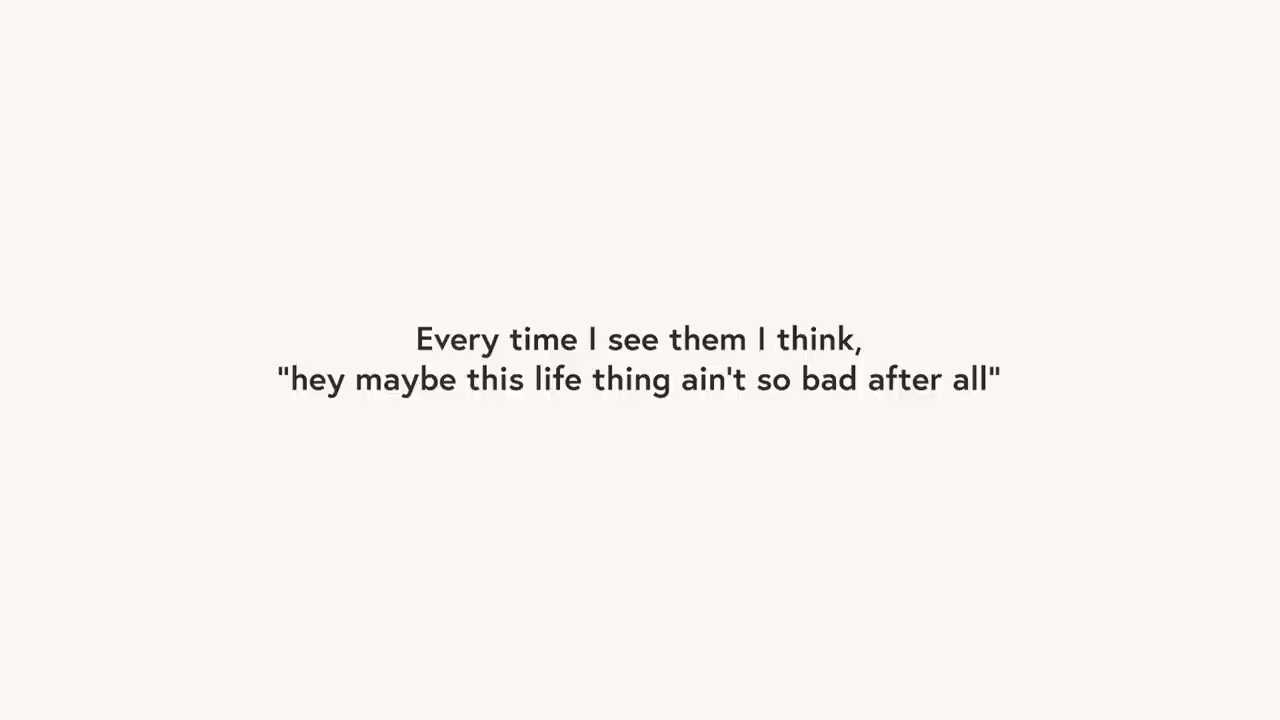 Every time I see them I think,
"hey maybe this life thing ain't so bad after all"